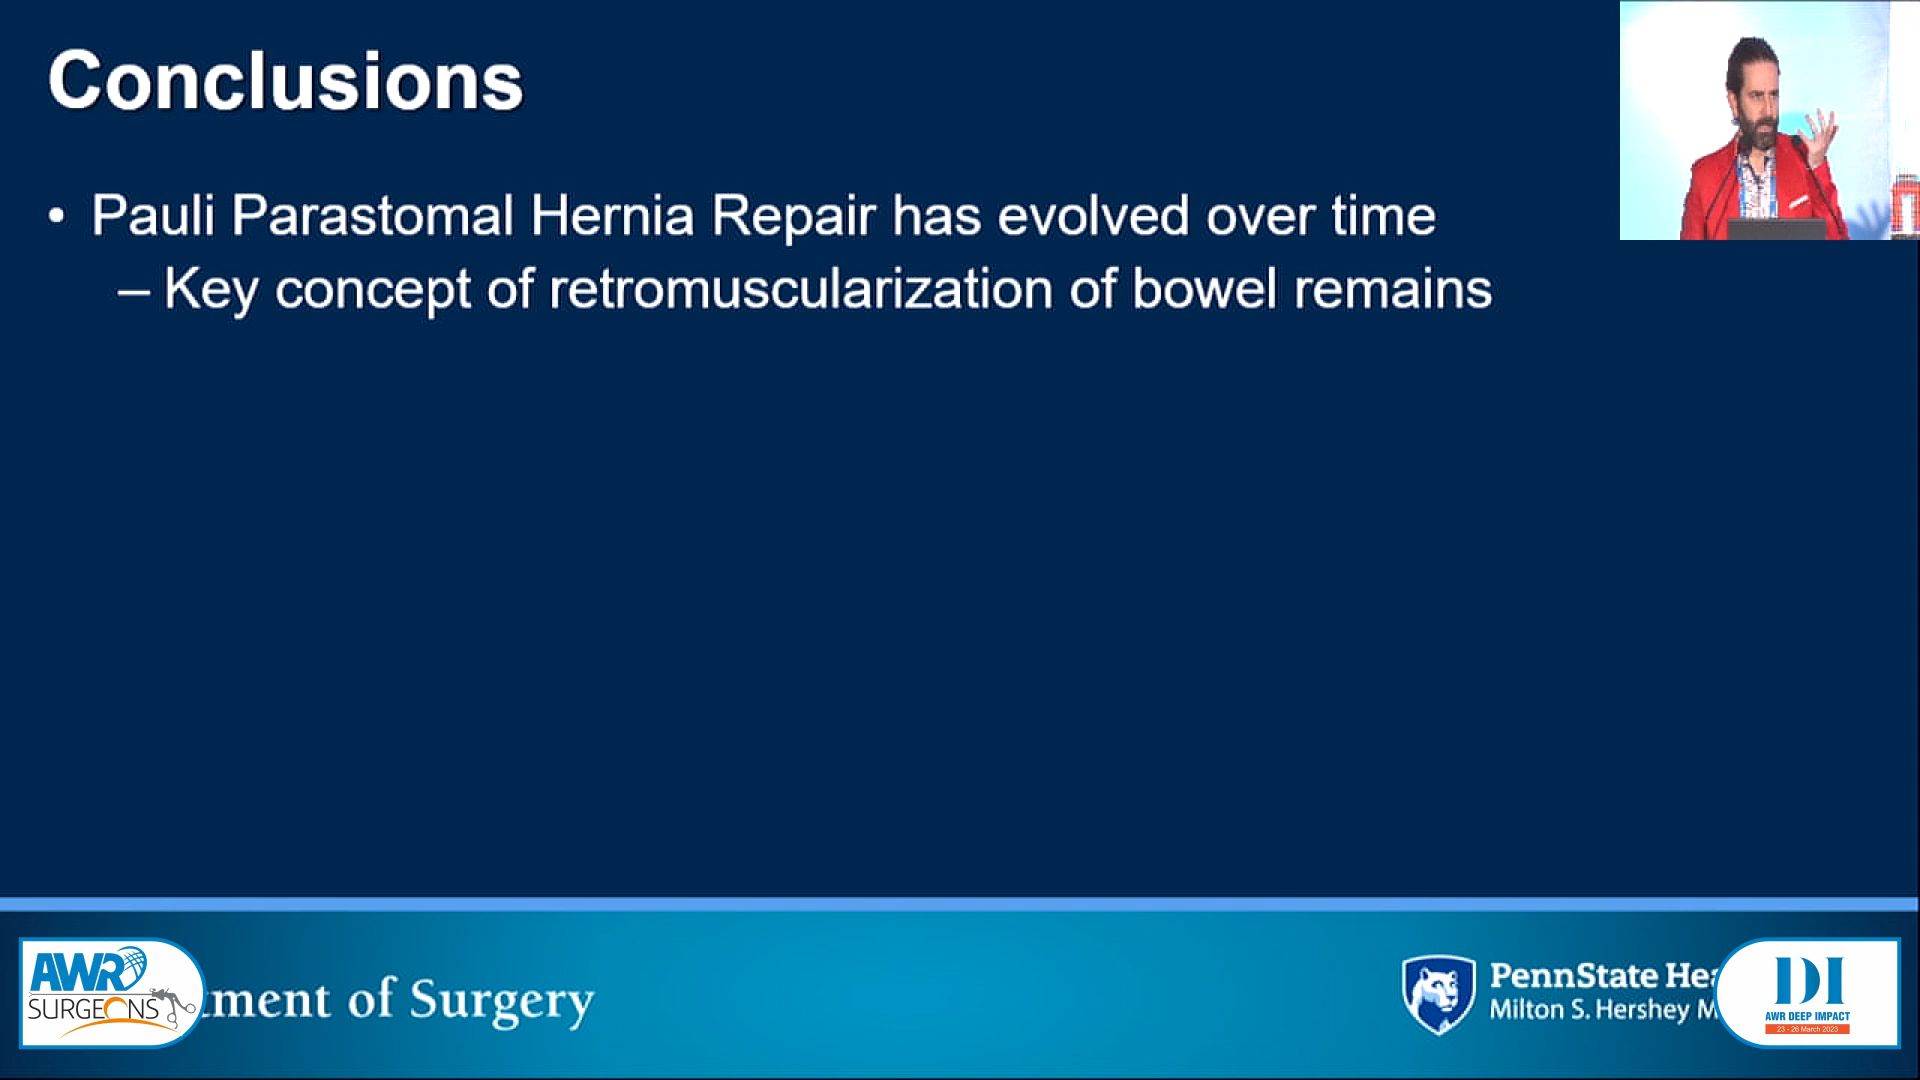 Conclusions
• Pauli Parastomal Hernia Repair has evolved over time
– Key concept of retromuscularization of bowel remains
AWR
SURGEONS
ment of Surgery
PennState Hea
Milton S. Hershey M
DI
AWR DEEP IMPACT
23 - 26 March 2023